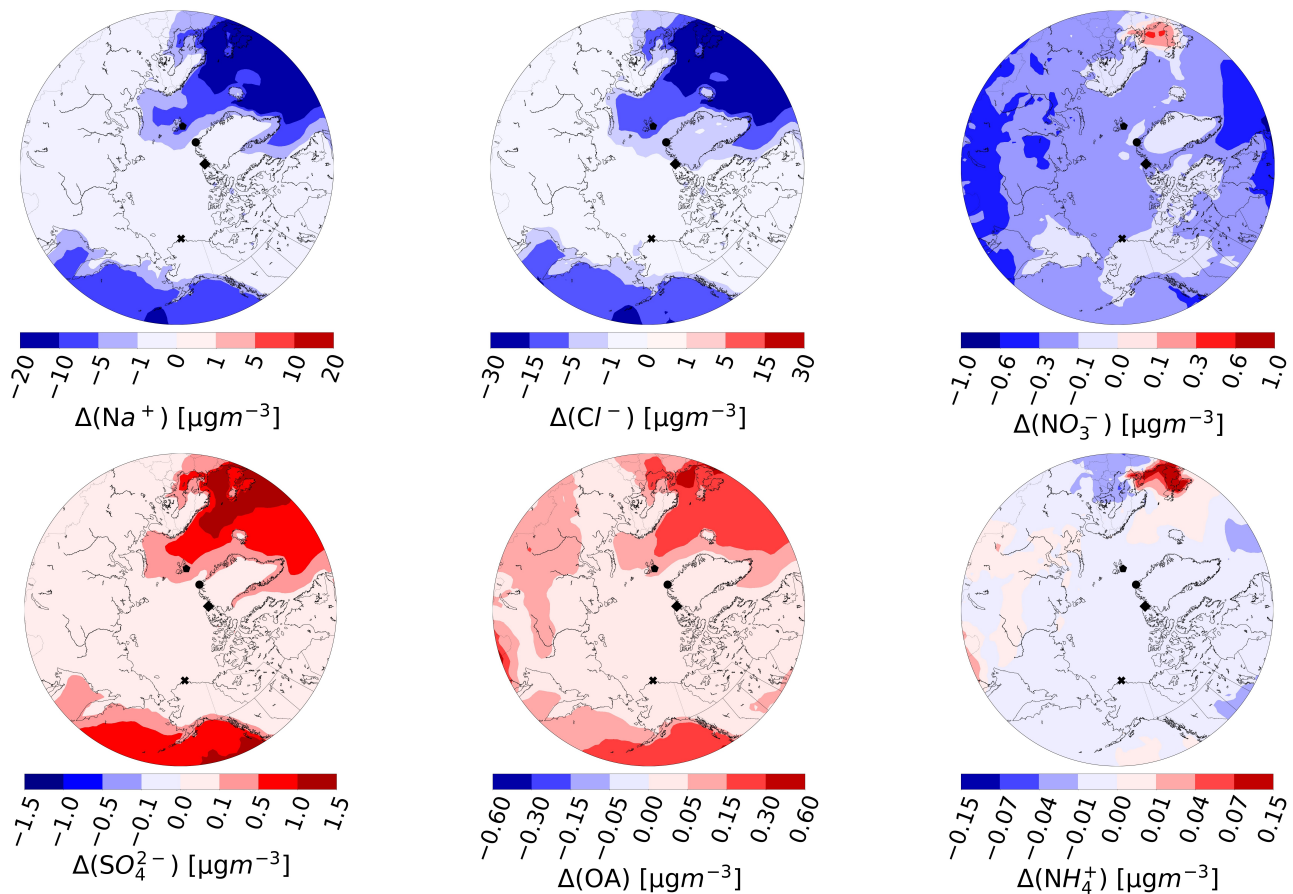 −20 −10 −5 −1 0 1 5 10 20
Δ(Na⁺) [µgm⁻³]
−30 −15 −5 −1 0 1 5 15 30
Δ(Cl⁻) [µgm⁻³]
−1.0 −0.6 −0.3 −0.1 0.0 0.1 0.3 0.6 1.0
Δ(NO₃⁻) [µgm⁻³]
−1.5 −1.0 −0.5 −0.1 0.0 0.1 0.5 1.0 1.5
Δ(SO₄²⁻) [µgm⁻³]
−0.60 −0.30 −0.15 −0.05 0.00 0.05 0.15 0.30 0.60
Δ(OA) [µgm⁻³]
−0.15 −0.07 −0.04 −0.01 0.00 0.01 0.04 0.07 0.15
Δ(NH₄⁺) [µgm⁻³]